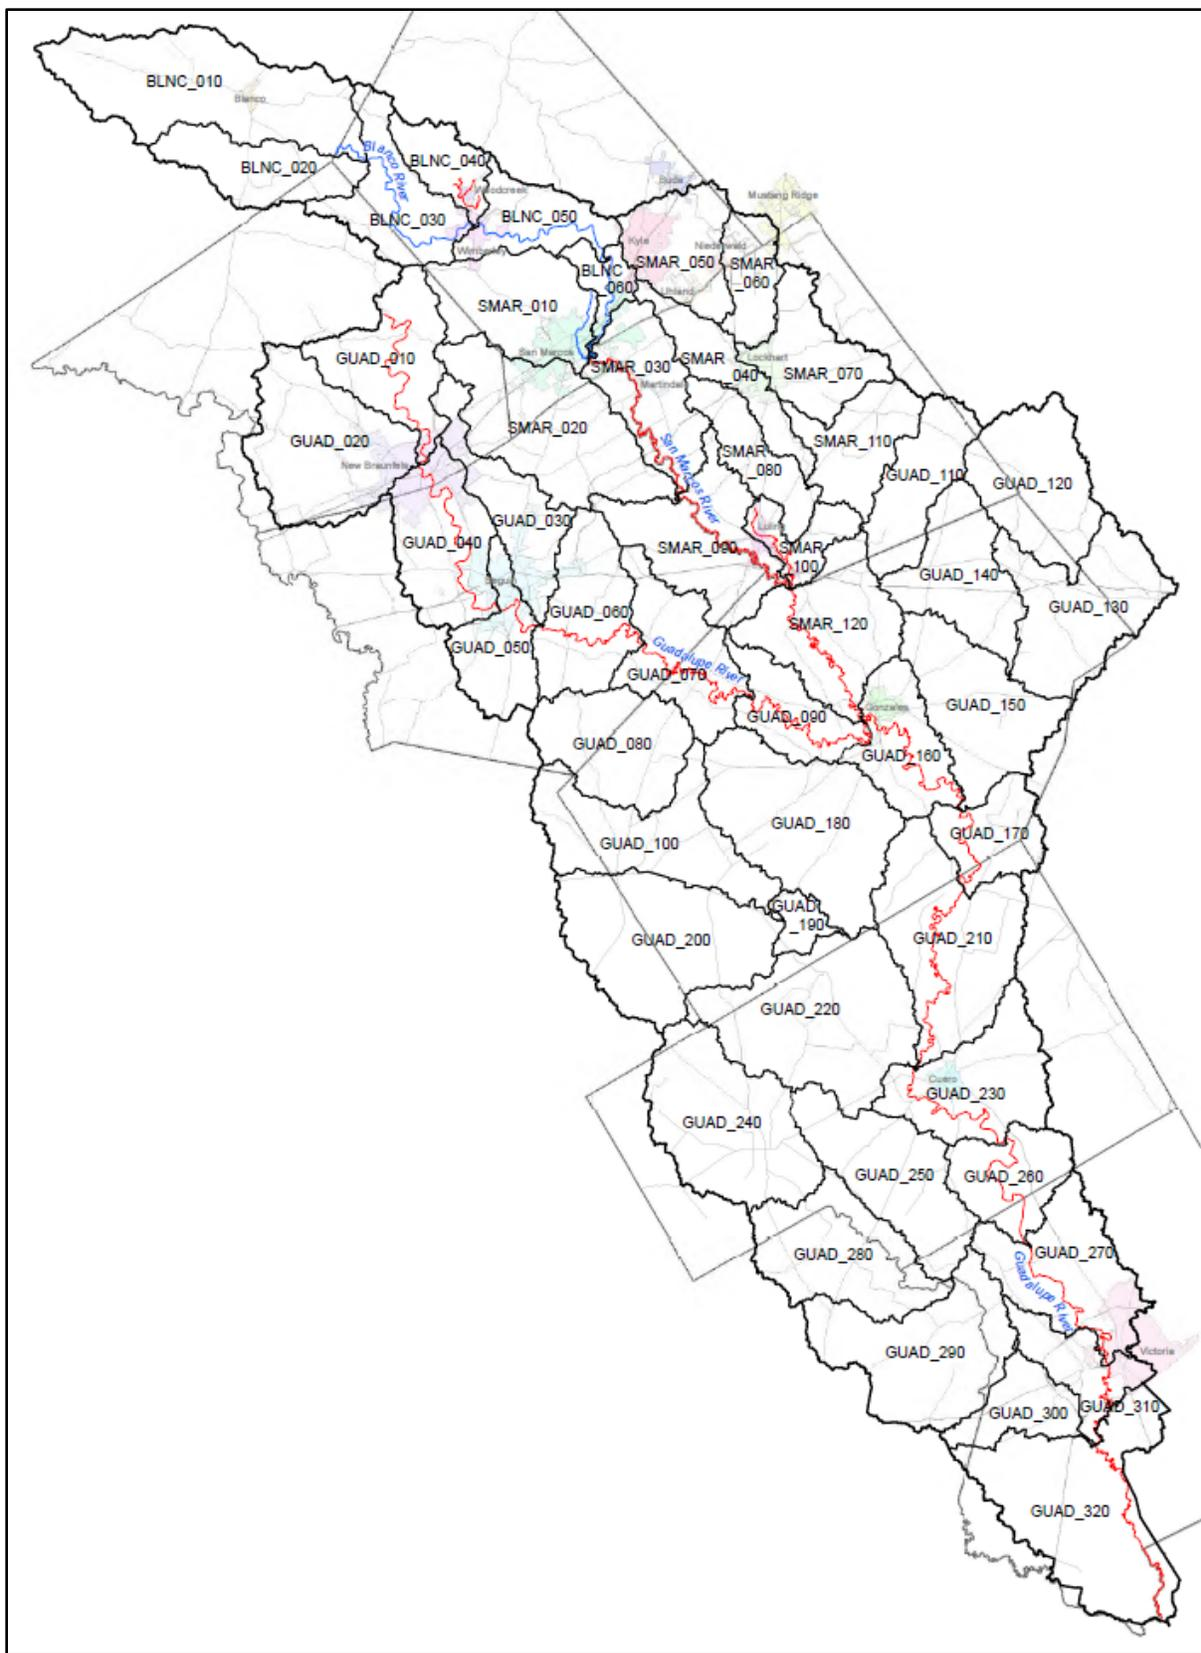 BLNC_010
Blanco
BLNC_020
Blanco River
BLNC_040
Woodcreek
BLNC_030
BLNC_050
Wimberley
Buda
Mustang Ridge
Kyle
Niederwald
SMAR_050
SMAR
_060
Uhland
BLNC
_060
SMAR_010
San Marcos
GUAD_010
SMAR_030
SMAR
_040
Lockhart
SMAR_070
Martindale
GUAD_020
New Braunfels
SMAR_020
San Marcos River
SMAR
_080
SMAR_110
GUAD_110
GUAD_120
GUAD_030
GUAD_040
Seguin
SMAR_090
Luling
SMAR
_100
GUAD_140
GUAD_130
GUAD_060
SMAR_120
GUAD_050
Guadalupe River
GUAD_070
GUAD_090
Gonzales
GUAD_150
GUAD_080
GUAD_160
GUAD_180
GUAD_170
GUAD_100
GUAD
_190
GUAD_200
GUAD_210
GUAD_220
Cuero
GUAD_230
GUAD_240
GUAD_250
GUAD_260
GUAD_280
GUAD_270
Guadalupe River
GUAD_290
Victoria
GUAD_300
GUAD_310
GUAD_320